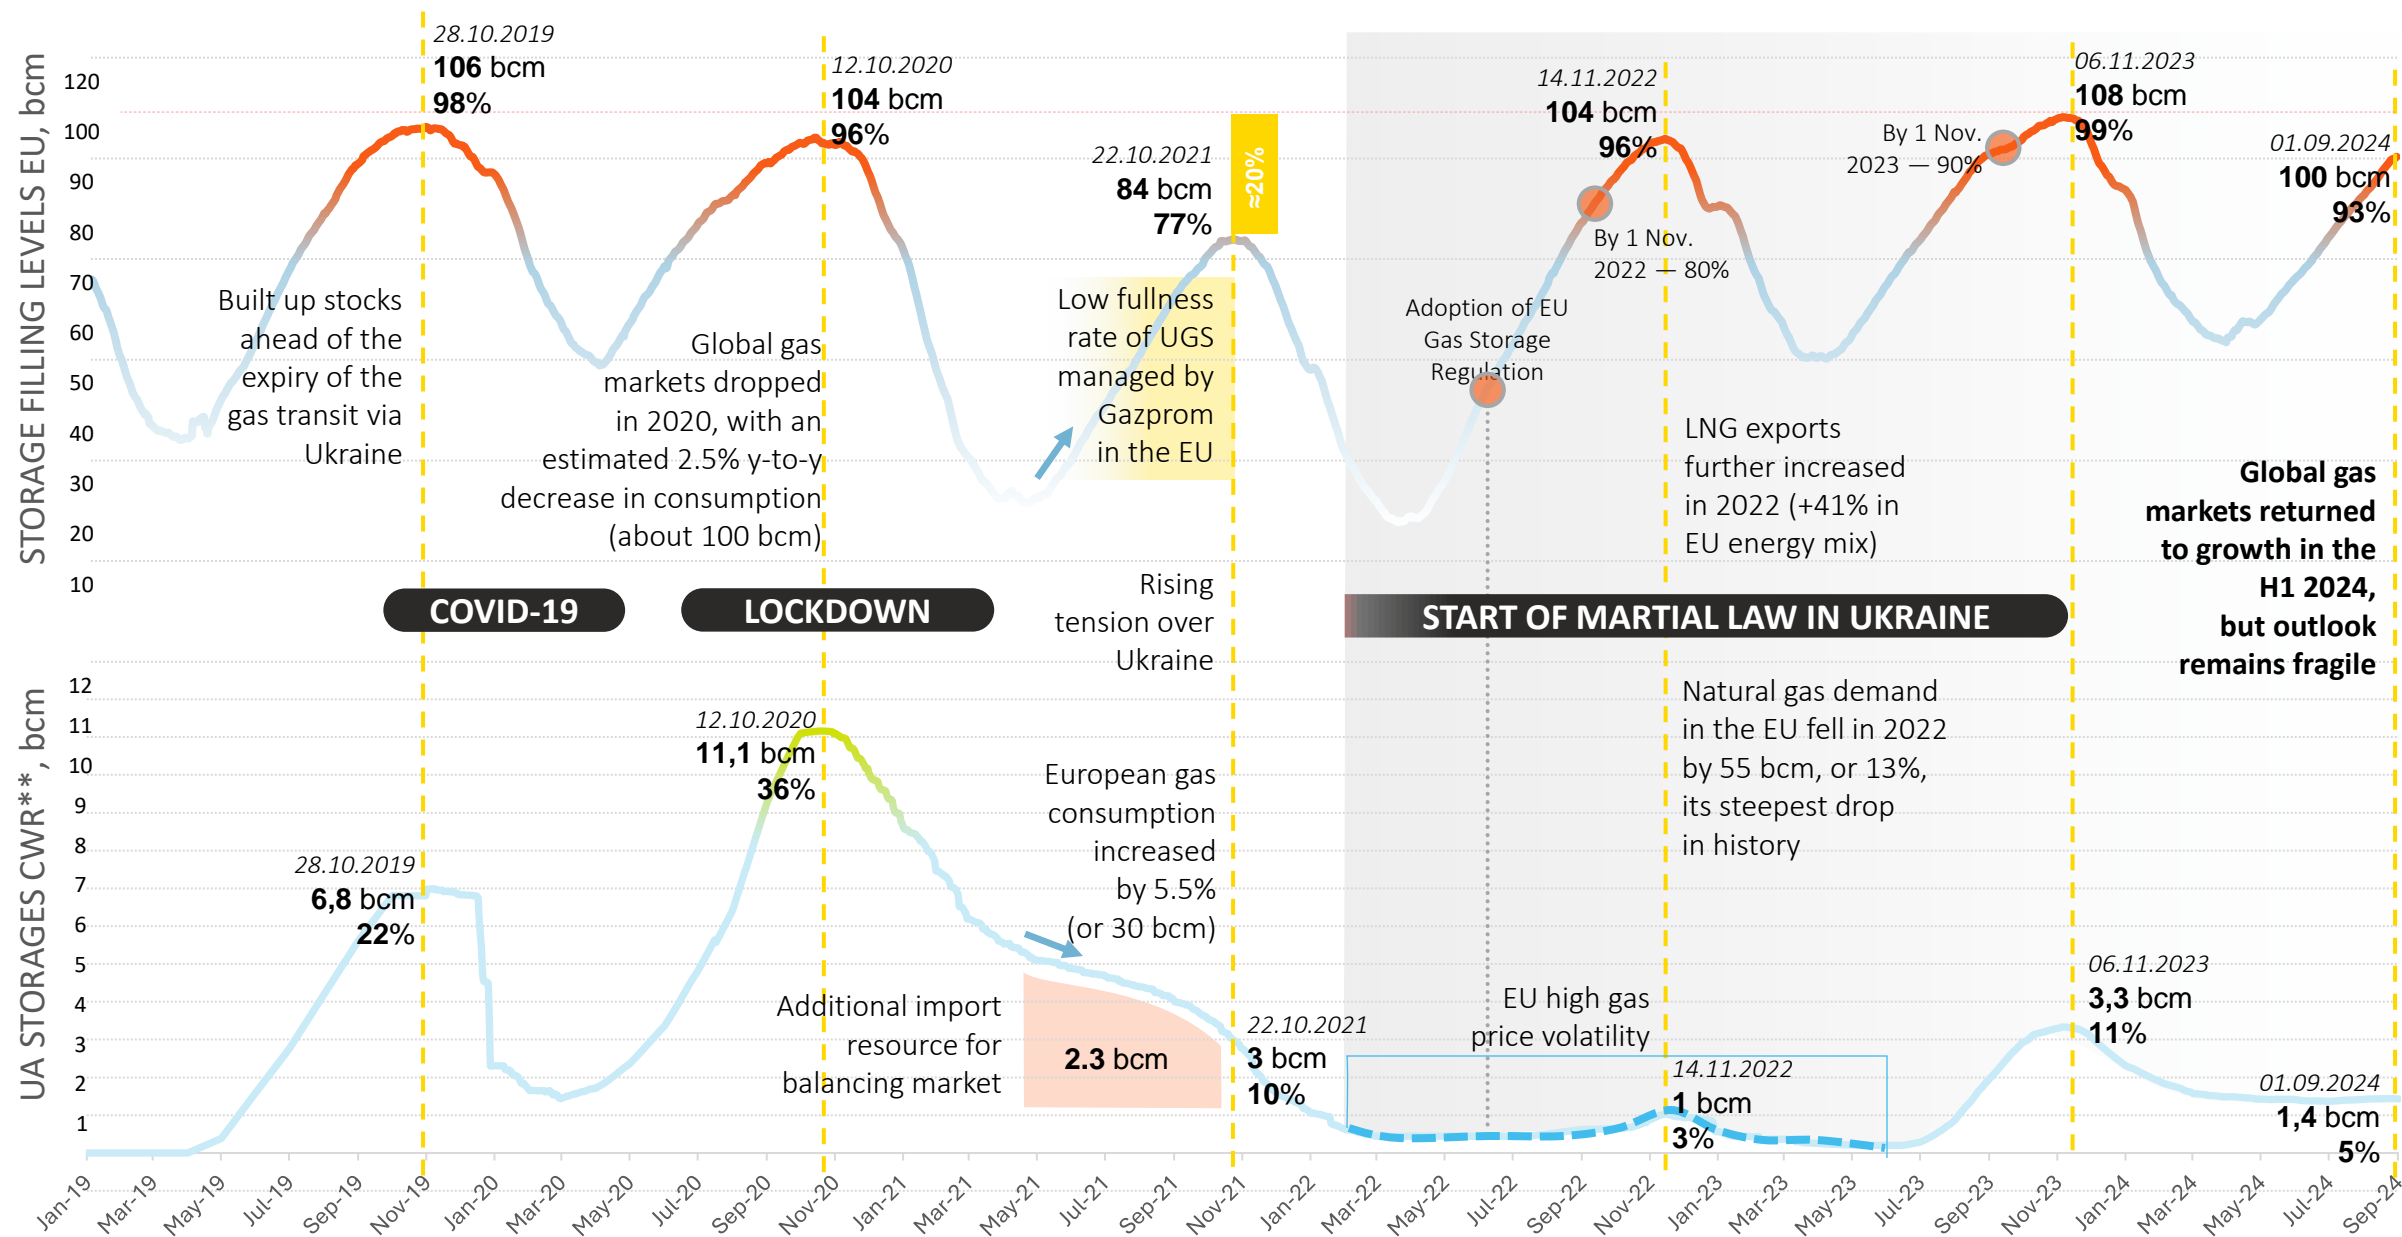 STORAGE FILLING LEVELS EU, bcm
120
100
90
80
70
60
50
40
30
20
10
28.10.2019
106 bcm
98%
12.10.2020
104 bcm
96%
22.10.2021
84 bcm
77%
≈20%
14.11.2022
104 bcm
96%
06.11.2023
108 bcm
99%
01.09.2024
100 bcm
93%
By 1 Nov.
2023 — 90%
By 1 Nov.
2022 — 80%
Adoption of EU
Gas Storage
Regulation
Built up stocks
ahead of the
expiry of the
gas transit via
Ukraine
Global gas
markets dropped
in 2020, with an
estimated 2.5% y-to-y
decrease in consumption
(about 100 bcm)
Low fullness
rate of UGS
managed by
Gazprom
in the EU
LNG exports
further increased
in 2022 (+41% in
EU energy mix)
Global gas
markets returned
to growth in the
H1 2024,
but outlook
remains fragile
Rising
tension over
Ukraine
COVID-19
LOCKDOWN
START OF MARTIAL LAW IN UKRAINE
UA STORAGES CWR**, bcm
12
11
10
9
8
7
6
5
4
3
2
1
28.10.2019
6,8 bcm
22%
12.10.2020
11,1 bcm
36%
European gas
consumption
increased
by 5.5%
(or 30 bcm)
Natural gas demand
in the EU fell in 2022
by 55 bcm, or 13%,
its steepest drop
in history
Additional import
resource for
balancing market
2.3 bcm
22.10.2021
3 bcm
10%
EU high gas
price volatility
14.11.2022
1 bcm
3%
06.11.2023
3,3 bcm
11%
01.09.2024
1,4 bcm
5%
Jan-19
Mar-19
May-19
Jul-19
Sep-19
Nov-19
Jan-20
Mar-20
May-20
Jul-20
Sep-20
Nov-20
Jan-21
Mar-21
May-21
Jul-21
Sep-21
Nov-21
Jan-22
Mar-22
May-22
Jul-22
Sep-22
Nov-22
Jan-23
Mar-23
May-23
Jul-23
Sep-23
Nov-23
Jan-24
Mar-24
May-24
Jul-24
Sep-24